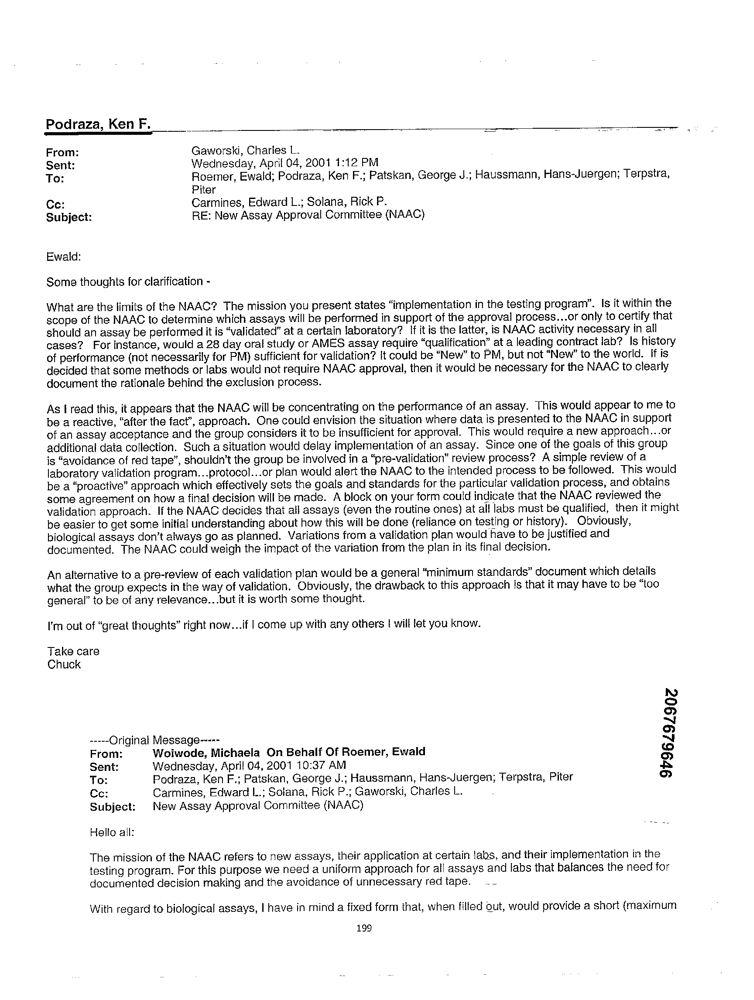 Podraza, Ken F.
From: Gaworski, Charles L.
Sent: Wednesday, April 04, 2001 1:12 PM
To: Roemer, Ewald; Podraza, Ken F.; Patskan, George J.; Haussmann, Hans-Juergen; Terpstra,
Piter
Cc: Carmines, Edward L.; Solana, Rick P.
Subject: RE: New Assay Approval Committee (NAAC)
Ewald:
Some thoughts for clarification -
What are the limits of the NAAC? The mission you present states "implementation in the testing program". Is it within the
scope of the NAAC to determine which assays will be performed in support of the approval process...or only to certify that
should an assay be performed it is "validated" at a certain laboratory? If it is the latter, is NAAC activity necessary in all
cases? For instance, would a 28 day oral study or AMES assay require "qualification" at a leading contract lab? Is history
of performance (not necessarily for PM) sufficient for validation? It could be "New" to PM, but not "New" to the world. If is
decided that some methods or labs would not require NAAC approval, then it would be necessary for the NAAC to clearly
document the rationale behind the exclusion process.
As I read this, it appears that the NAAC will be concentrating on the performance of an assay. This would appear to me to
be a reactive, "after the fact", approach. One could envision the situation where data is presented to the NAAC in support
of an assay acceptance and the group considers it to be insufficient for approval. This would require a new approach...or
additional data collection. Such a situation would delay implementation of an assay. Since one of the goals of this group
is "avoidance of red tape", shouldn't the group be involved in a "pre-validation" review process? A simple review of a
laboratory validation program...protocol...or plan would alert the NAAC to the intended process to be followed. This would
be a "proactive" approach which effectively sets the goals and standards for the particular validation process, and obtains
some agreement on how a final decision will be made. A block on your form could indicate that the NAAC reviewed the
validation approach. If the NAAC decides that all assays (even the routine ones) at all labs must be qualified, then it might
be easier to get some initial understanding about how this will be done (reliance on testing or history). Obviously,
biological assays don't always go as planned. Variations from a validation plan would have to be justified and
documented. The NAAC could weigh the impact of the variation from the plan in its final decision.
An alternative to a pre-review of each validation plan would be a general "minimum standards" document which details
what the group expects in the way of validation. Obviously, the drawback to this approach is that it may have to be "too
general" to be of any relevance...but it is worth some thought.
I'm out of "great thoughts" right now...if I come up with any others I will let you know.
Take care
Chuck
2067679646
-----Original Message-----
From: Woiwode, Michaela On Behalf Of Roemer, Ewald
Sent: Wednesday, April 04, 2001 10:37 AM
To: Podraza, Ken F.; Patskan, George J.; Haussmann, Hans-Juergen; Terpstra, Piter
Cc: Carmines, Edward L.; Solana, Rick P.; Gaworski, Charles L.
Subject: New Assay Approval Committee (NAAC)
Hello all:
The mission of the NAAC refers to new assays, their application at certain labs, and their implementation in the
testing program. For this purpose we need a uniform approach for all assays and labs that balances the need for
documented decision making and the avoidance of unnecessary red tape.
With regard to biological assays, I have in mind a fixed form that, when filled out, would provide a short (maximum
199